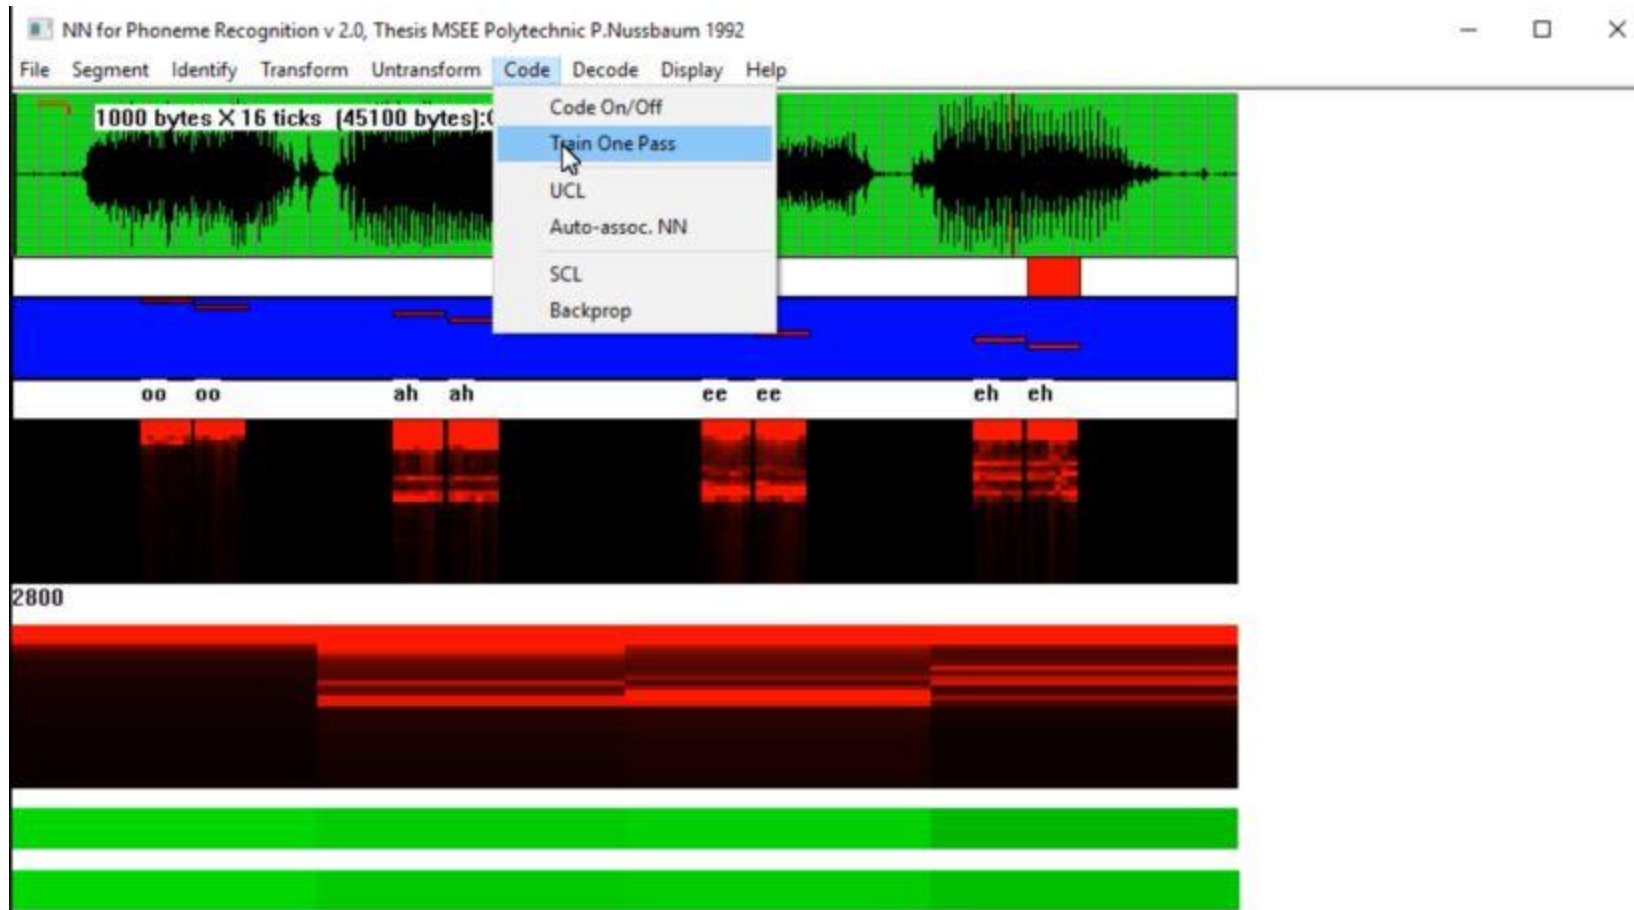 NN for Phoneme Recognition v 2.0, Thesis MSEE Polytechnic P.Nussbaum 1992
File Segment Identify Transform Untransform Code Decode Display Help
Code On/Off
1000 bytes X 16 ticks (45100 bytes):
Train One Pass
UCL
Auto-assoc. NN
SCL
Backprop
oo oo ah ah ee ee eh eh
2800